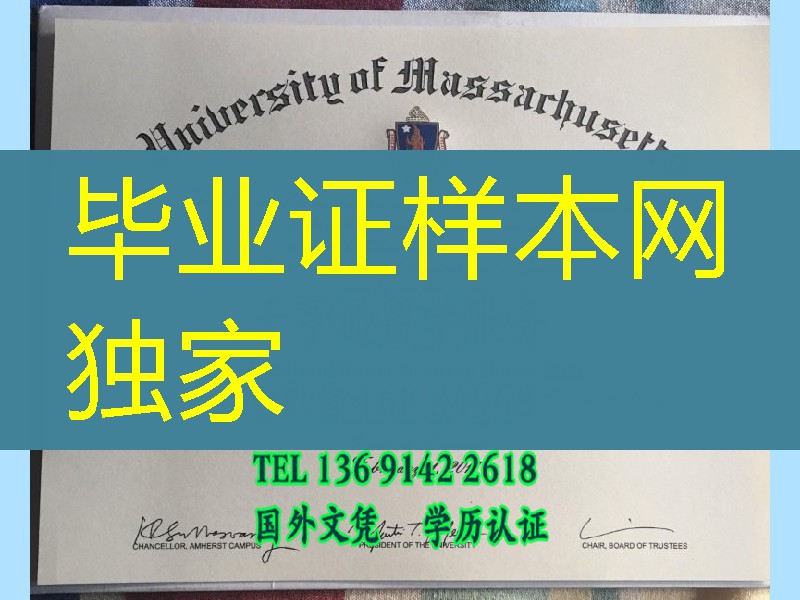 University of Massachusett
毕业证样本网
独家
TEL 136 9142 2618
国外文凭 学历认证
CHANCELLOR, AMHERST CAMPUS
PRESIDENT OF THE UNIVERSITY
CHAIR, BOARD OF TRUSTEES